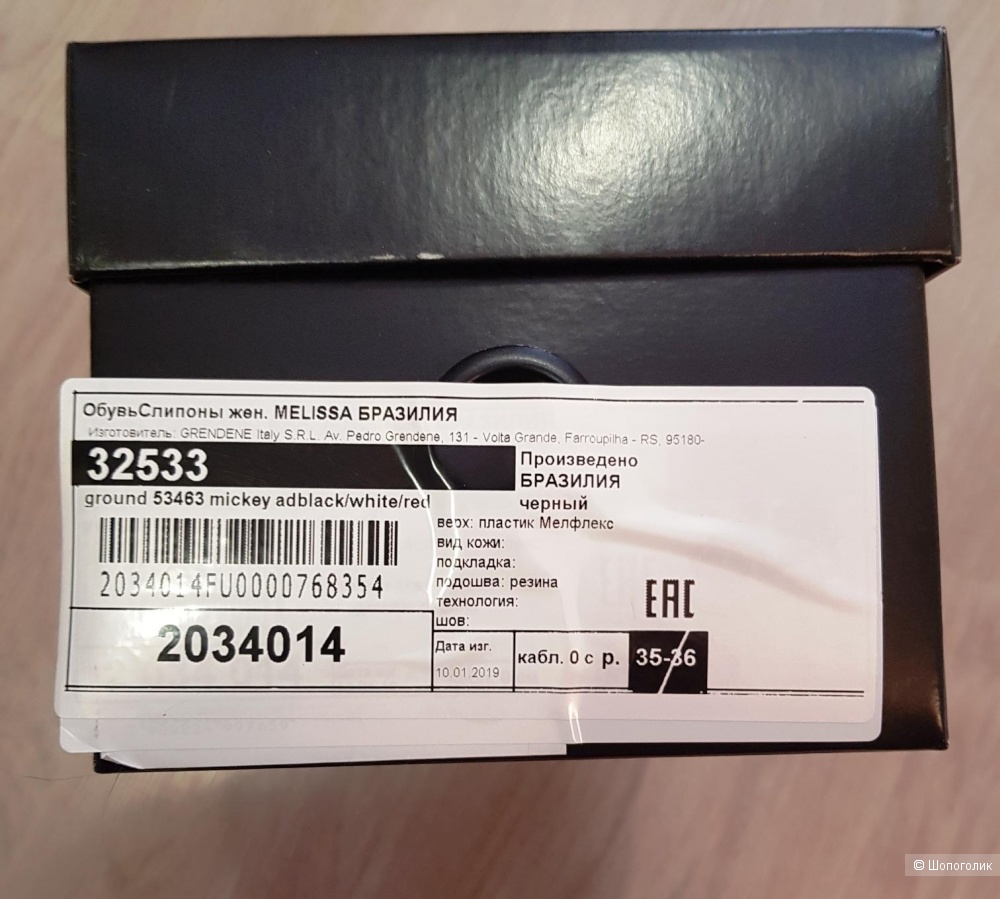 ОбувьСлипоны жен. MELISSA БРАЗИЛИЯ
Изготовитель: GRENDENE Italy S.R.L. Av. Pedro Grendene, 131 - Volta Grande, Farroupilha - RS, 95180-
32533
Произведено
БРАЗИЛИЯ
ground 53463 mickey adblack/white/red
черный
верх: пластик Мелфлекс
вид кожи:
подкладка:
подошва: резина
технология:
шов:
2034014FU0000768354
EAC
2034014
Дата изг.
10.01.2019
кабл. 0 с р. 35-36
© Шопоголик